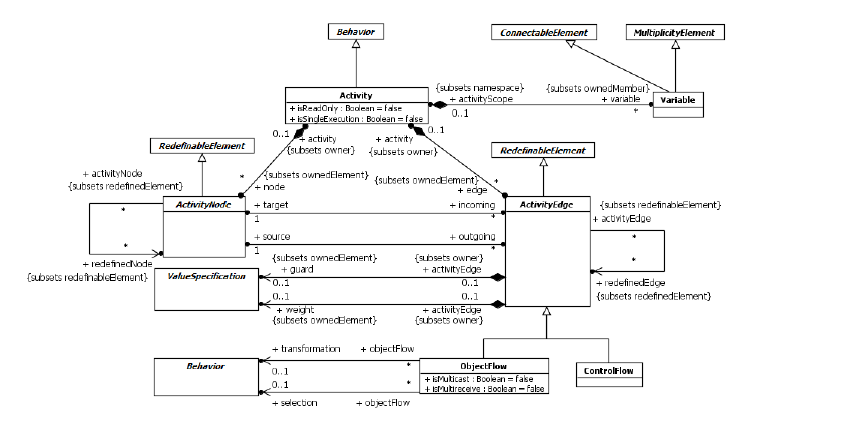 Behavior
ConnectableElement
MultiplicityElement
Activity
+ isReadOnly : Boolean = false
+ isSingleExecution : Boolean = false
{subsets namespace}
+ activityScope
0..1
{subsets ownedMember}
+ variable
*
Variable
0..1
+ activity
{subsets owner}
+ activity
0..1
{subsets owner}
RedefinableElement
RedefinableElement
+ activityNode
{subsets redefinedElement}
*
{subsets ownedElement}
+ node
*
{subsets ownedElement}
+ edge
ActivityNode
*
*
+ redefinedNode
{subsets redefinableElement}
+ target
1
+ incoming
*
+ source
1
+ outgoing
*
ActivityEdge
{subsets redefinableElement}
+ activityEdge
*
*
+ redefinedEdge
{subsets redefinedElement}
ValueSpecification
{subsets ownedElement}
+ guard
0..1
{subsets owner}
+ activityEdge
0..1
0..1
+ weight
{subsets ownedElement}
0..1
+ activityEdge
{subsets owner}
Behavior
+ transformation
0..1
+ objectFlow
*
0..1
+ selection
*
+ objectFlow
ObjectFlow
+ isMulticast : Boolean = false
+ isMultireceive : Boolean = false
ControlFlow